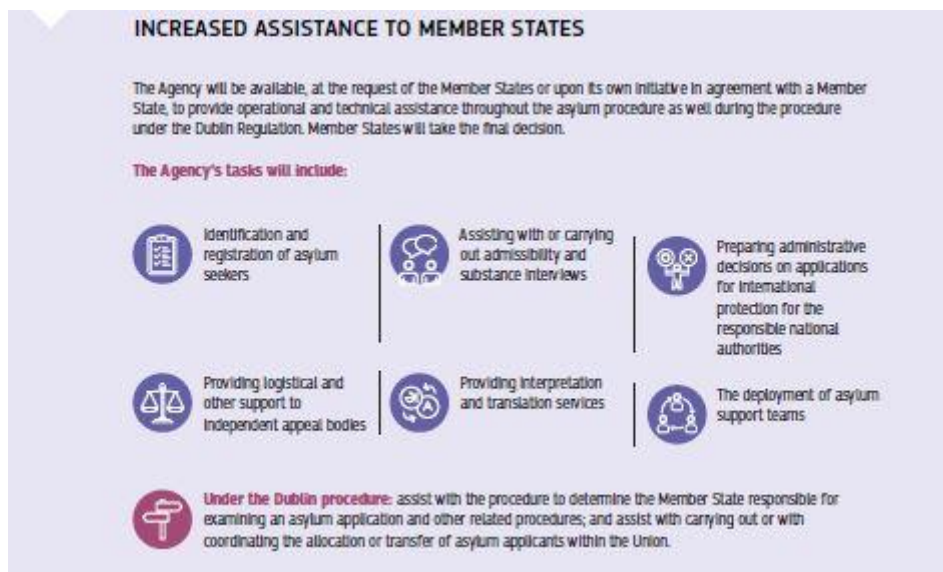 INCREASED ASSISTANCE TO MEMBER STATES
The Agency will be available, at the request of the Member States or upon its own initiative in agreement with a Member
State, to provide operational and technical assistance throughout the asylum procedure as well during the procedure
under the Dublin Regulation. Member States will take the final decision.
The Agency's tasks will include:
Identification and
registration of asylum
seekers
Assisting with or carrying
out admissibility and
substance interviews
Preparing administrative
decisions on applications
for international
protection for the
responsible national
authorities
Providing logistical and
other support to
independent appeal bodies
Providing interpretation
and translation services
The deployment of asylum
support teams
Under the Dublin procedure: assist with the procedure to determine the Member State responsible for
examining an asylum application and other related procedures; and assist with carrying out or with
coordinating the allocation or transfer of asylum applicants within the Union.